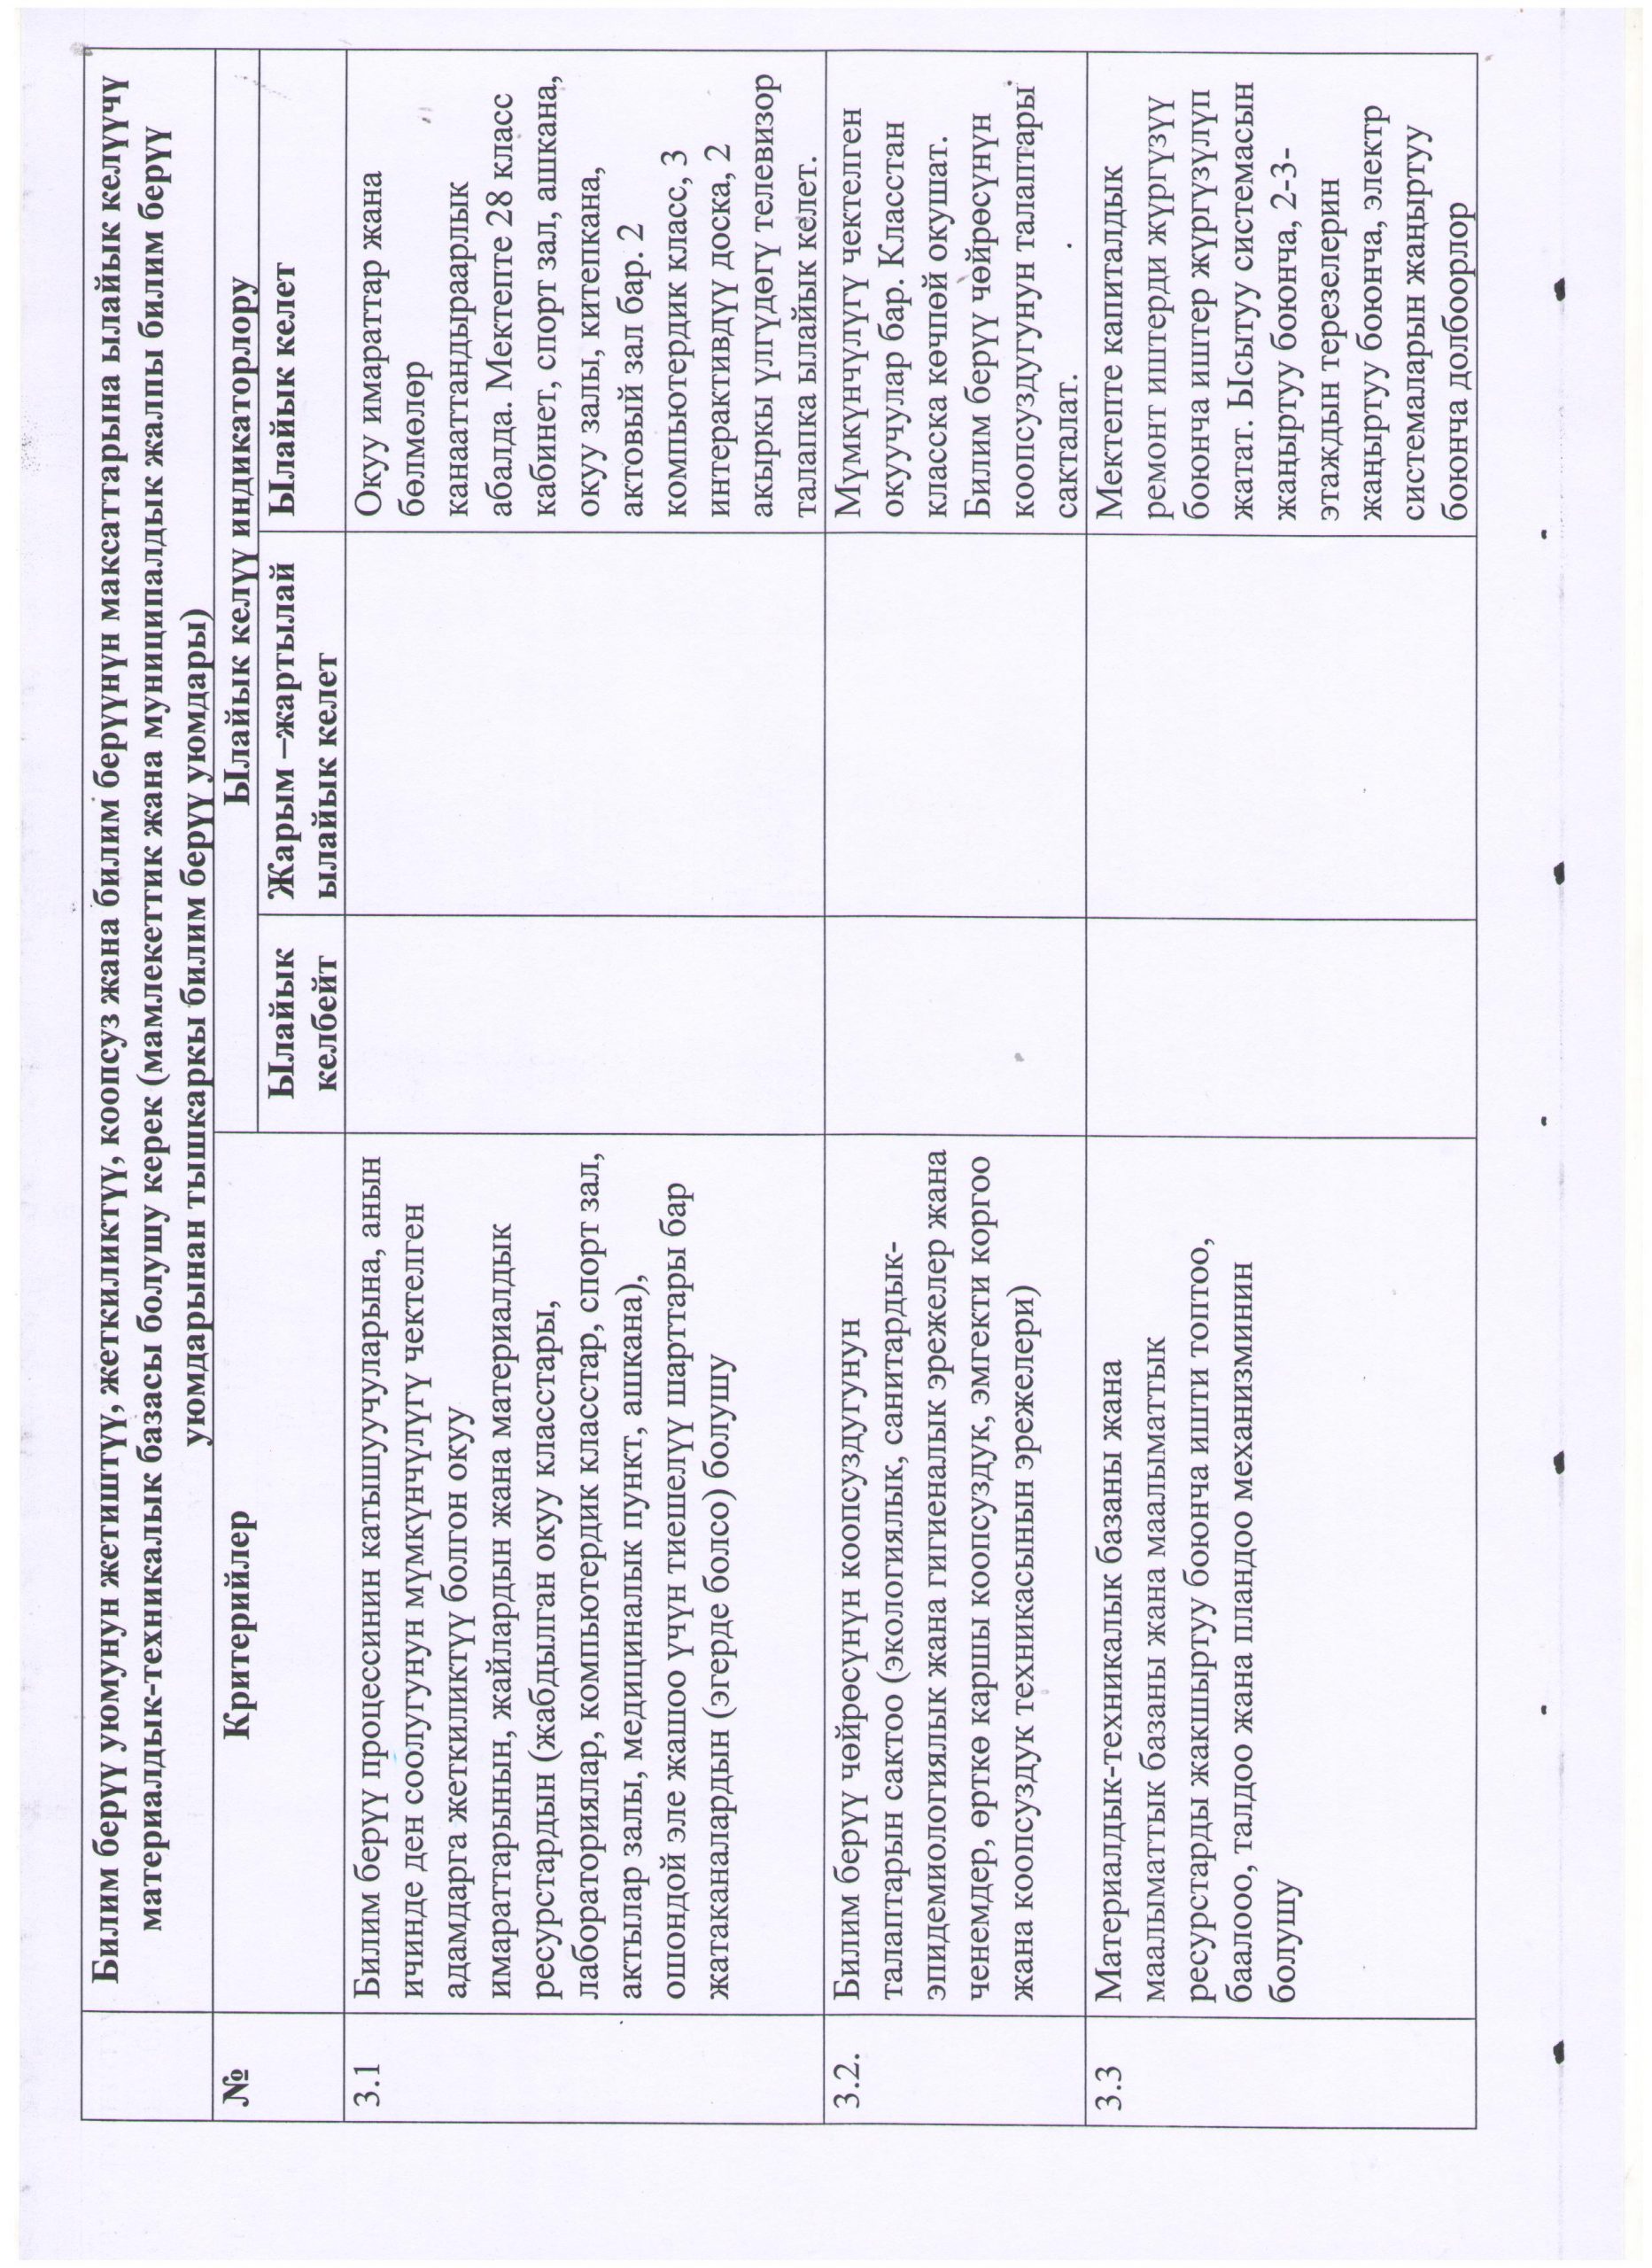 Билим берүү уюмунун жетиштүү, жеткиликтүү, коопсуз жана билим берүүнүн максаттарына ылайык келүүчү
материалдык-техникалык базасы болушу керек (мамлекеттик жана муниципалдык жалпы билим берүү
уюмдарынан тышкаркы билим берүү уюмдары)
№
Критерийлер
Ылайык келүү индикаторлору
Ылайык
келбейт
Жарым –жартылай
ылайык келет
Ылайык келет
3.1
Билим берүү процессинин катышуучуларына, анын
ичинде ден соолугунун мүмкүнчүлүгү чектелген
адамдарга жеткиликтүү болгон окуу
имараттарынын, жайлардын жана материалдык
ресурстардын (жабдылган окуу класстары,
лабораториялар, компьютердик класстар, спорт зал,
актылар залы, медициналык пункт, ашкана),
ошондой эле жашоо үчүн тиешелүү шарттары бар
жатаканалардын (эгерде болсо) болушу
Окуу имараттар жана
бөлмөлөр
канааттандыраарлык
абалда. Мектепте 28 класс
кабинет, спорт зал, ашкана,
окуу залы, китепкана,
актовый зал бар. 2
компьютердик класс, 3
интерактивдүү доска, 2
акыркы үлгүдөгү телевизор
талапка ылайык келет.
3.2.
Билим берүү чөйрөсүнүн коопсуздугунун
талаптарын сактоо (экологиялык, санитардык-
эпидемиологиялык жана гигиеналык эрежелер жана
ченемдер, өрткө каршы коопсуздук, эмгекти коргоо
жана коопсуздук техникасынын эрежелери)
Мүмкүнчүлүгү чектелген
окуучулар бар. Класстан
класска көчпөй окушат.
Билим берүү чөйрөсүнүн
коопсуздугунун талаптары
сакталат.
3.3
Материалдык-техникалык базаны жана
маалыматтык базаны жана маалыматтык
ресурстарды жакшыртуу боюнча ишти топтоо,
баалооо, талдоо жана пландоо механизминин
болушу
Мектепте капиталдык
ремонт иштерди жүргүзүү
боюнча иштер жүргүзүлүп
жатат. Ысытуу системасын
жаңыртуу боюнча, 2-3-
этаждын терезелерин
жаңыртуу боюнча, электр
системаларын жаңыртуу
боюнча долбоорлор